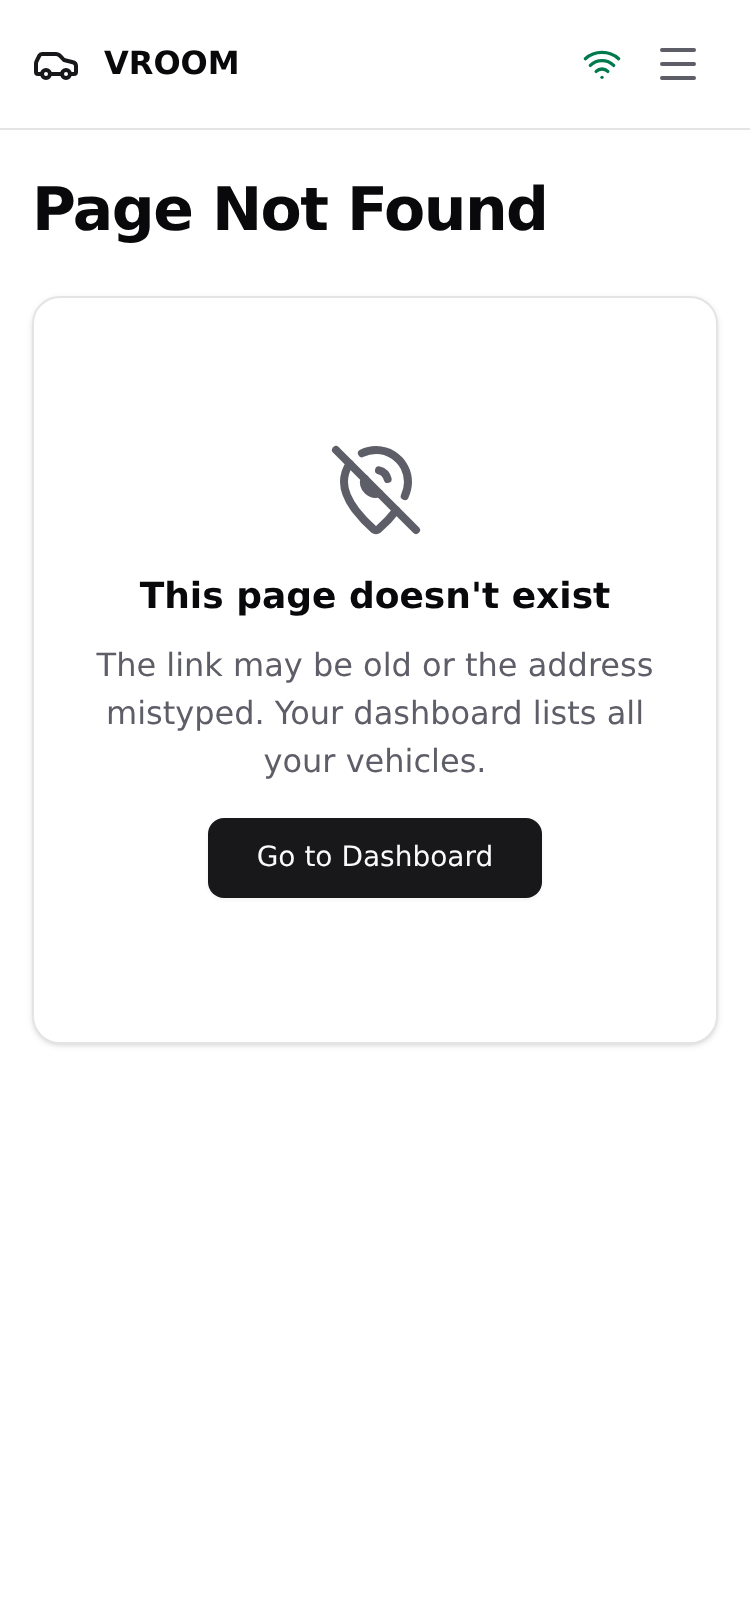 VROOM
Page Not Found
This page doesn't exist
The link may be old or the address
mistyped. Your dashboard lists all
your vehicles.
Go to Dashboard